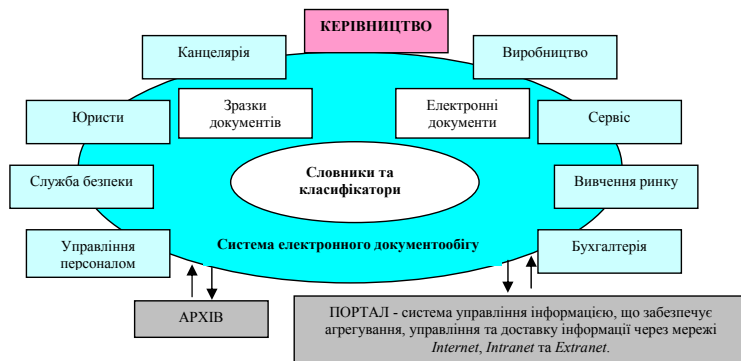 КЕРІВНИЦТВО
Канцелярія
Виробництво
Зразки
документів
Електронні
документи
Юристи
Сервіс
Словники та
класифікатори
Служба безпеки
Вивчення ринку
Управління
персоналом
Система електронного документообігу
Бухгалтерія
АРХІВ
ПОРТАЛ - система управління інформацією, що забезпечує
агрегування, управління та доставку інформації через мережі
Internet, Intranet та Extranet.